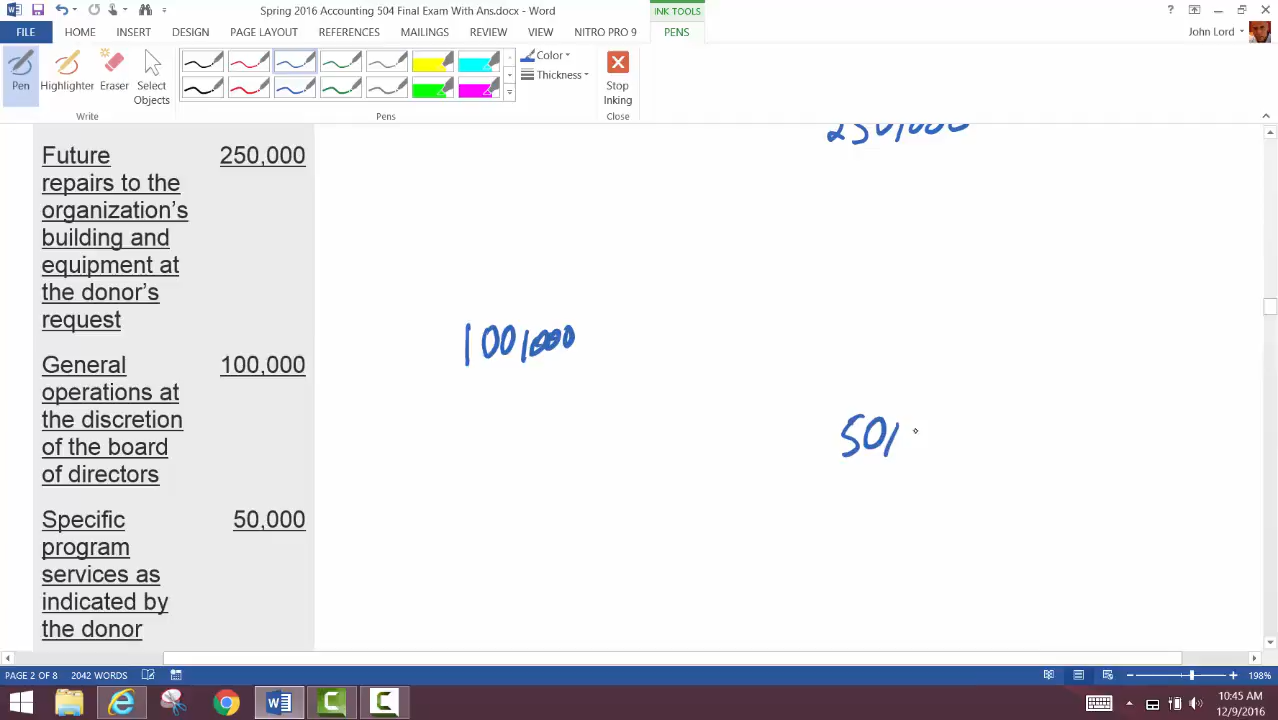 Spring 2016 Accounting 504 Final Exam With Ans.docx - Word
INK TOOLS
FILE HOME INSERT DESIGN PAGE LAYOUT REFERENCES MAILINGS REVIEW VIEW NITRO PRO 9 PENS
John Lord
Pen Highlighter Eraser Select Objects
Color
Thickness
Stop Inking
Write Pens Close
250,000
Future 250,000
repairs to the
organization's
building and
equipment at
the donor's
request
100,000
General 100,000
operations at
the discretion
of the board
of directors
50,
Specific 50,000
program
services as
indicated by
the donor
PAGE 2 OF 8 2042 WORDS 198%
10:45 AM
12/9/2016